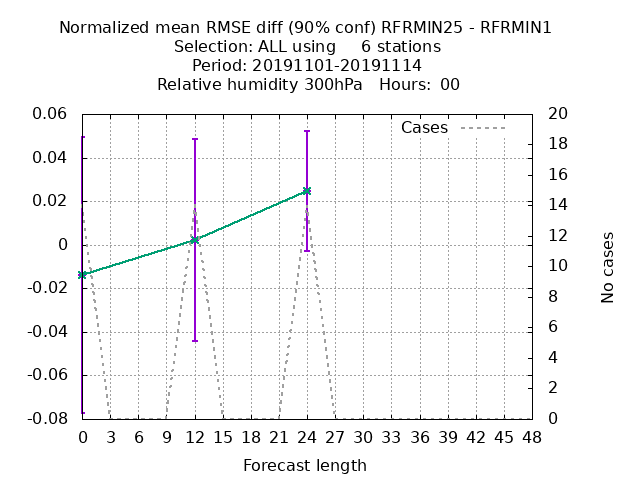 Normalized mean RMSE diff (90% conf) RFRMIN25 - RFRMIN1
Selection: ALL using 6 stations
Period: 20191101-20191114
Relative humidity 300hPa Hours: 00
Cases
0.06
0.04
0.02
0
-0.02
-0.04
-0.06
-0.08
20
18
16
14
12
10
8
6
4
2
0
No cases
0 3 6 9 12 15 18 21 24 27 30 33 36 39 42 45 48
Forecast length